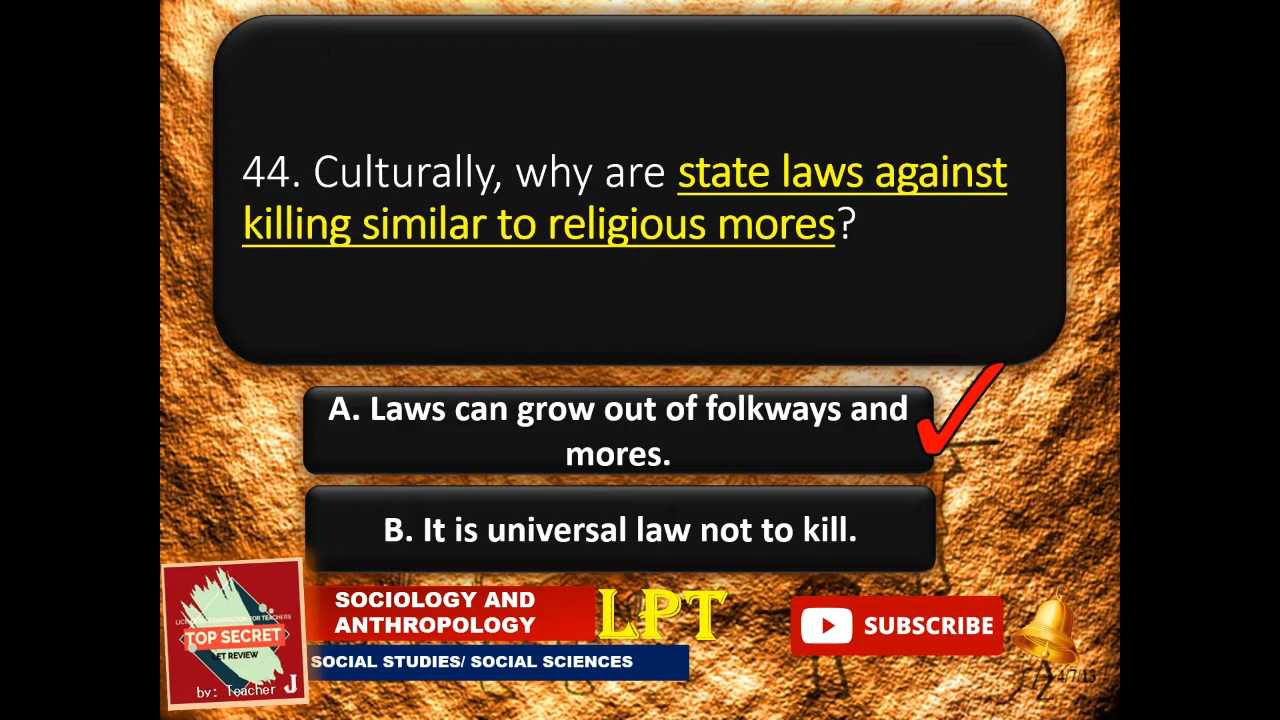 44. Culturally, why are state laws against
killing similar to religious mores?
A. Laws can grow out of folkways and
mores.
B. It is universal law not to kill.
SOCIOLOGY AND
ANTHROPOLOGY
LPT
SOCIAL STUDIES/ SOCIAL SCIENCES
TOP SECRET
LET REVIEW
by: Teacher J
SUBSCRIBE